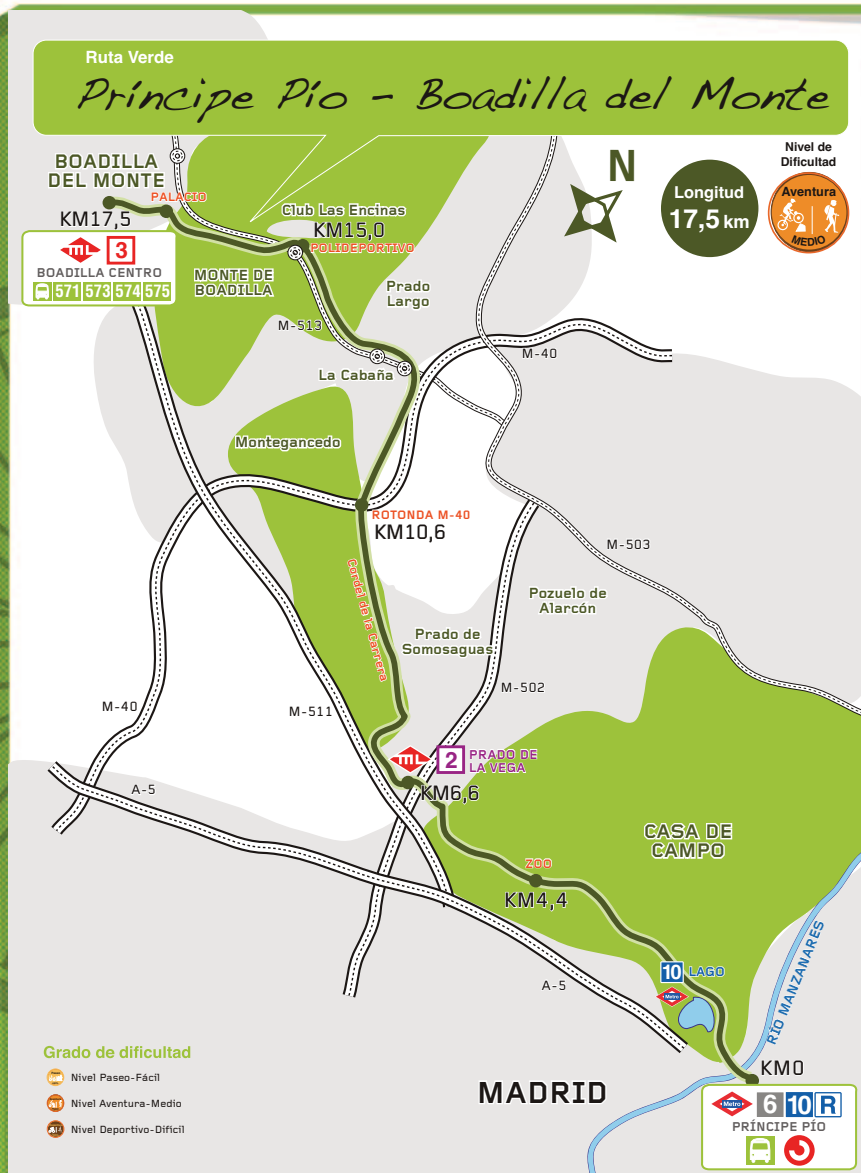 Ruta Verde
Príncipe Pío - Boadilla del Monte
BOADILLA
DEL MONTE
PALACIO
KM17,5
mL 3
BOADILLA CENTRO
571 573 574 575
Club Las Encinas
KM15,0
POLIDEPORTIVO
MONTE DE
BOADILLA
Prado
Largo
N
Longitud
17,5 km
Nivel de
Dificultad
Aventura
MEDIO
M-513
M-40
La Cabaña
Montegancedo
ROTONDA M-40
KM10,6
M-503
Cordel de la Carrera
Pozuelo de
Alarcón
Prado de
Somosaguas
M-502
M-40
M-511
mL 2 PRADO DE
LA VEGA
KM6,6
A-5
CASA DE
CAMPO
ZOO
KM4,4
10 LAGO
Metro
A-5
RÍO MANZANARES
KM0
MADRID
Metro 6 10 R
PRÍNCIPE PÍO
Grado de dificultad
Nivel Paseo-Fácil
Nivel Aventura-Medio
Nivel Deportivo-Dificil